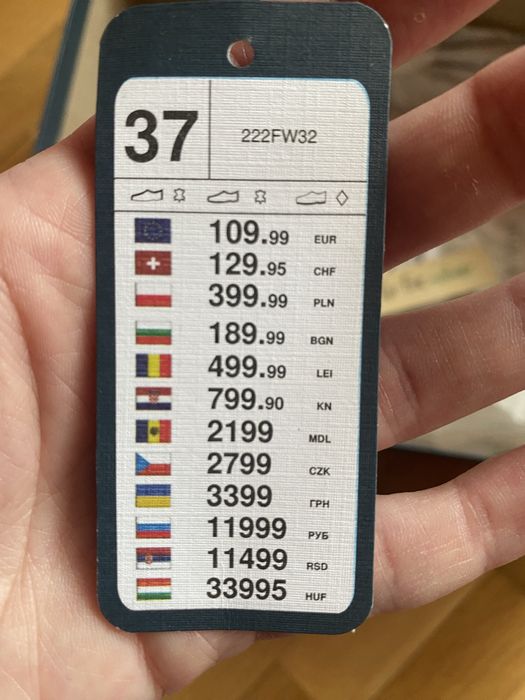 37 222FW32
109.99 EUR
129.95 CHF
399.99 PLN
189.99 BGN
499.99 LEI
799.90 KN
2199 MDL
2799 CZK
3399 ГРН
11999 РУБ
11499 RSD
33995 HUF